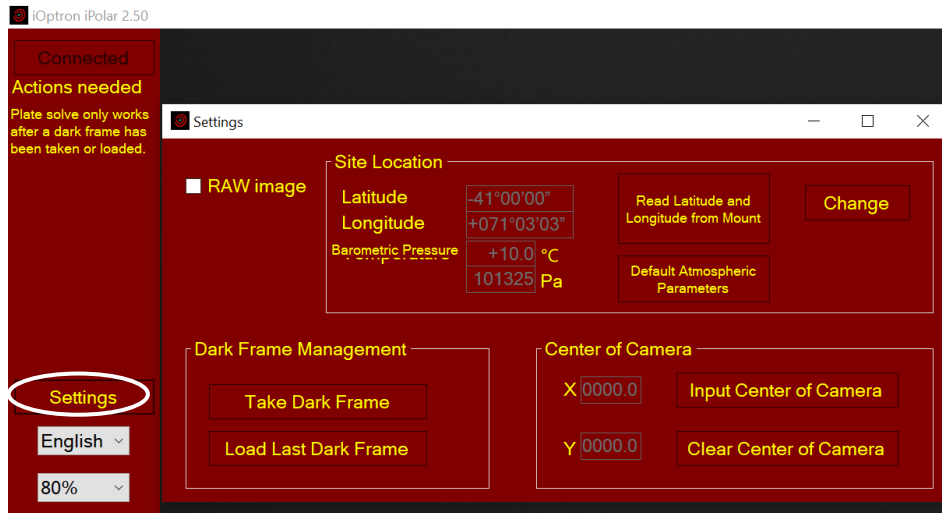 iOptron iPolar 2.50
Connected
Actions needed
Plate solve only works
after a dark frame has
been taken or loaded.
Settings
English
80%
Settings
RAW image
Site Location
Latitude
-41°00'00"
Longitude
+071°03'03"
Barometric Pressure
Temperature
+10.0 °C
101325 Pa
Read Latitude and
Longitude from Mount
Default Atmospheric
Parameters
Change
Dark Frame Management
Take Dark Frame
Load Last Dark Frame
Center of Camera
X 0000.0
Input Center of Camera
Y 0000.0
Clear Center of Camera